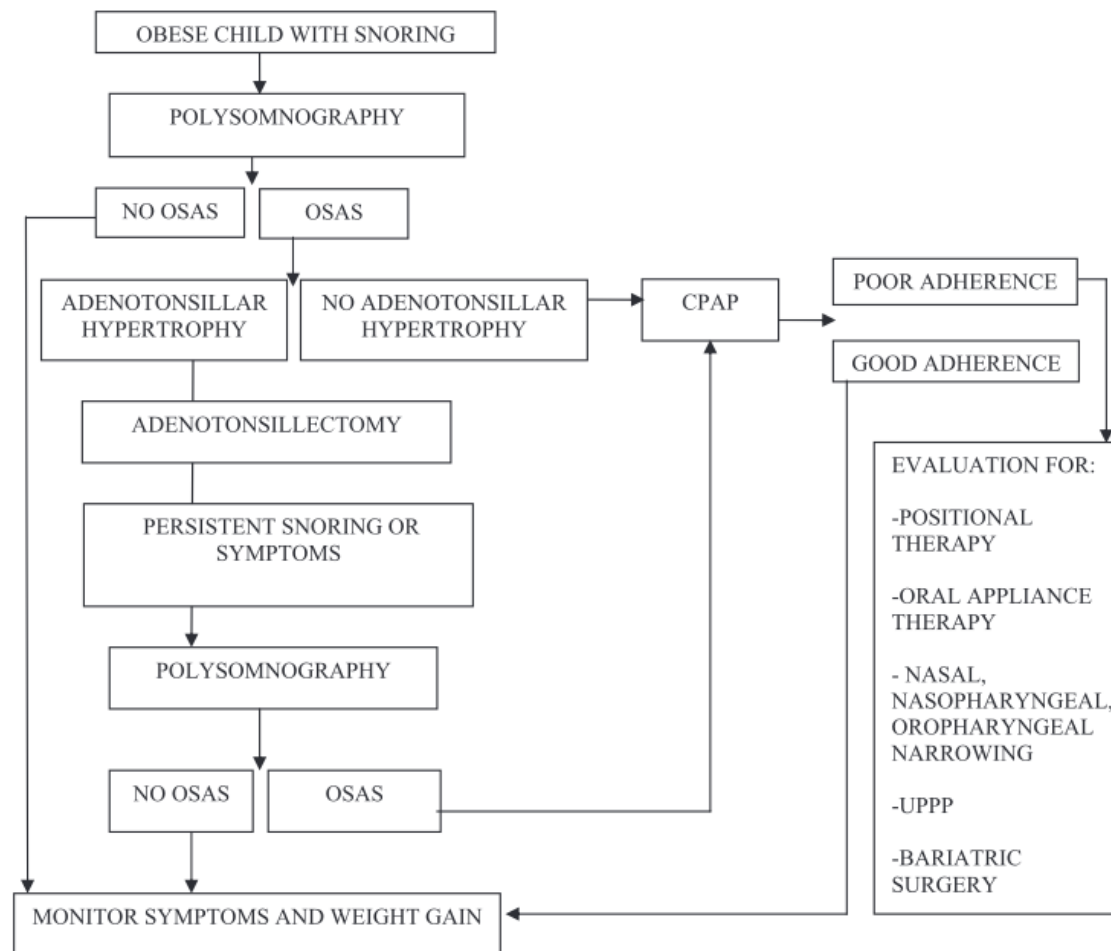 OBESE CHILD WITH SNORING
POLYSOMNOGRAPHY
NO OSAS
OSAS
ADENOTONSILLAR
HYPERTROPHY
NO ADENOTONSILLAR
HYPERTROPHY
CPAP
POOR ADHERENCE
GOOD ADHERENCE
ADENOTONSILLECTOMY
PERSISTENT SNORING OR
SYMPTOMS
POLYSOMNOGRAPHY
NO OSAS
OSAS
MONITOR SYMPTOMS AND WEIGHT GAIN
EVALUATION FOR:
-POSITIONAL
THERAPY
-ORAL APPLIANCE
THERAPY
- NASAL,
NASOPHARYNGEAL,
OROPHARYNGEAL
NARROWING
-UPPP
-BARIATRIC
SURGERY